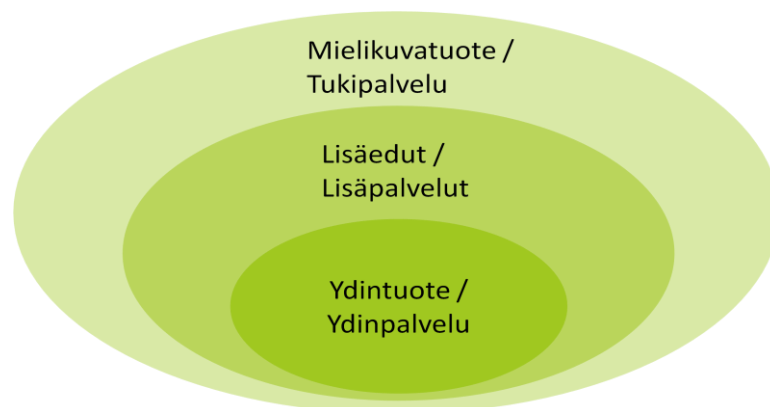 Mielikuvatuote /
Tukipalvelu
Lisäedut /
Lisäpalvelut
Ydintuote /
Ydinpalvelu